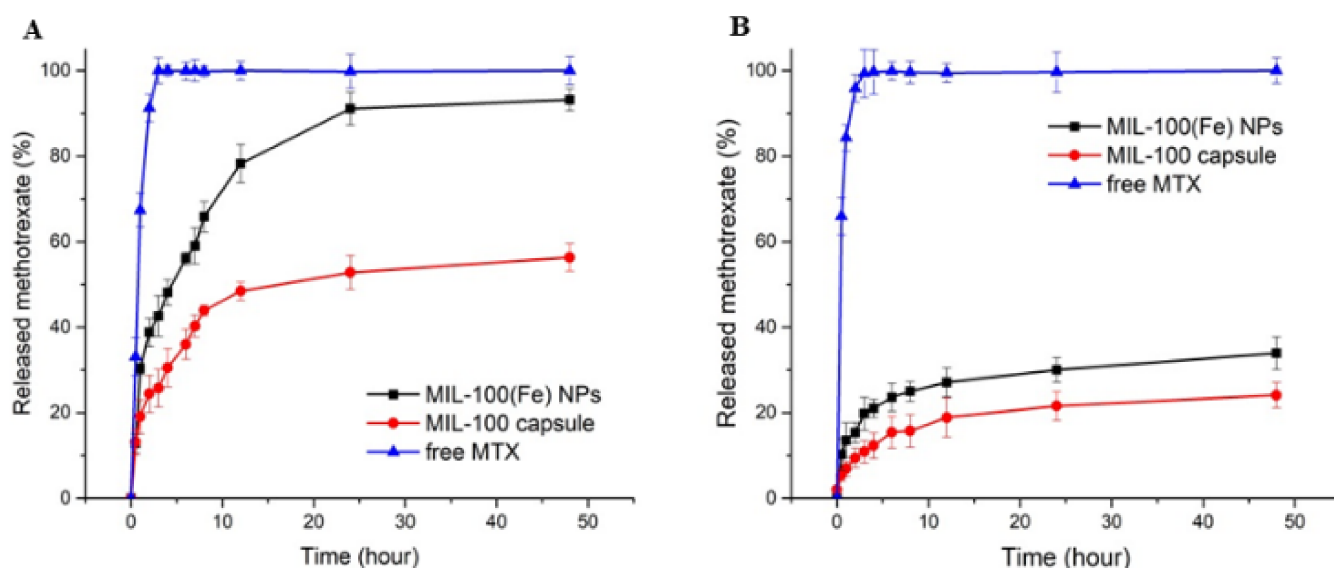 A
Released methotrexate (%)
100
80
60
40
20
0
MIL-100(Fe) NPs
MIL-100 capsule
free MTX
0 10 20 30 40 50
Time (hour)
B
Released methotrexate (%)
100
80
60
40
20
0
MIL-100(Fe) NPs
MIL-100 capsule
free MTX
0 10 20 30 40 50
Time (hour)